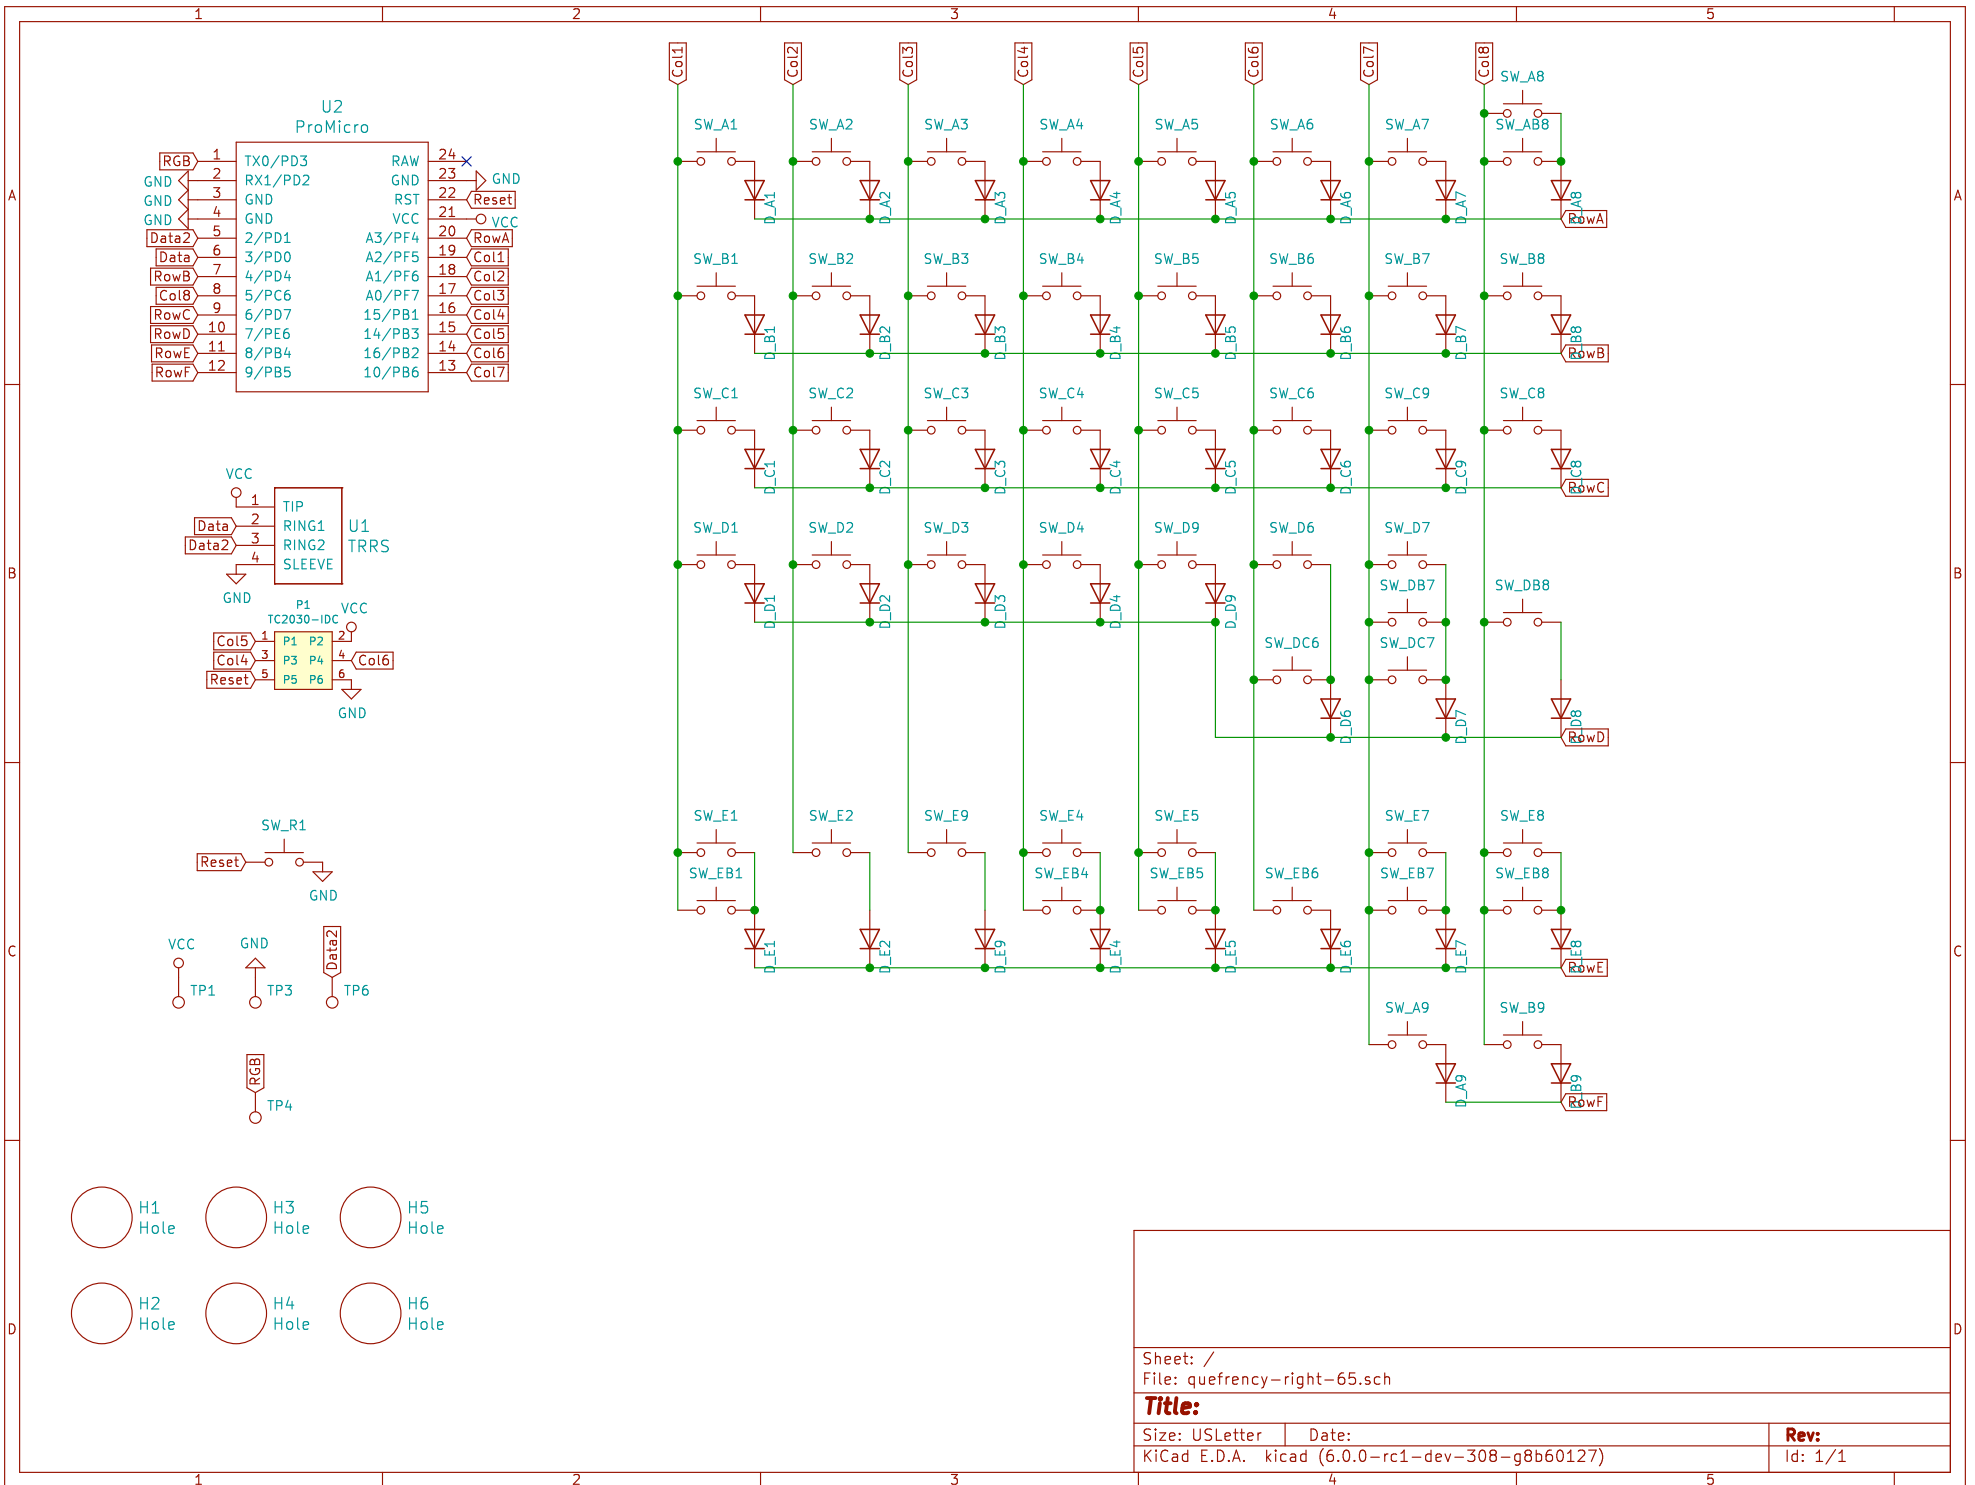 1 2 3 4 5
A
B
C
D
A
B
C
D
1 2 3 4 5
U2
ProMicro
RGB 1 TX0/PD3 RAW 24
GND 2 RX1/PD2 GND 23 GND
GND 3 GND RST 22 Reset
GND 4 GND VCC 21 VCC
Data2 5 2/PD1 A3/PF4 20 RowA
Data 6 3/PD0 A2/PF5 19 Col1
RowB 7 4/PD4 A1/PF6 18 Col2
Col8 8 5/PC6 A0/PF7 17 Col3
RowC 9 6/PD7 15/PB1 16 Col4
RowD 10 7/PE6 14/PB3 15 Col5
RowE 11 8/PB4 16/PB2 14 Col6
RowF 12 9/PB5 10/PB6 13 Col7
VCC
1 TIP
Data 2 RING1 U1
Data2 3 RING2 TRRS
4 SLEEVE
GND
P1 VCC
TC2030-IDC
Col5 1 P1 P2 2
Col4 3 P3 P4 4 Col6
Reset 5 P5 P6 6
GND
SW_R1
Reset
GND
VCC GND Data2
TP1 TP3 TP6
RGB
TP4
H1 H3 H5
Hole Hole Hole
H2 H4 H6
Hole Hole Hole
Col1 Col2 Col3 Col4 Col5 Col6 Col7 Col8
SW_A8
SW_A1 SW_A2 SW_A3 SW_A4 SW_A5 SW_A6 SW_A7 SW_AB8
D_A1 D_A2 D_A3 D_A4 D_A5 D_A6 D_A7 D_A8 RowA
SW_B1 SW_B2 SW_B3 SW_B4 SW_B5 SW_B6 SW_B7 SW_B8
D_B1 D_B2 D_B3 D_B4 D_B5 D_B6 D_B7 D_B8 RowB
SW_C1 SW_C2 SW_C3 SW_C4 SW_C5 SW_C6 SW_C9 SW_C8
D_C1 D_C2 D_C3 D_C4 D_C5 D_C6 D_C9 D_C8 RowC
SW_D1 SW_D2 SW_D3 SW_D4 SW_D9 SW_D6 SW_D7
SW_DB7 SW_DB8
D_D1 D_D2 D_D3 D_D4 D_D9
SW_DC6 SW_DC7
D_D6 D_D7 D_D8 RowD
SW_E1 SW_E2 SW_E9 SW_E4 SW_E5 SW_E7 SW_E8
SW_EB1 SW_EB4 SW_EB5 SW_EB6 SW_EB7 SW_EB8
D_E1 D_E2 D_E9 D_E4 D_E5 D_E6 D_E7 D_E8 RowE
SW_A9 SW_B9
D_A9 D_B9 RowF
Sheet: /
File: quefrency-right-65.sch
Title:
Size: USLetter Date: Rev:
KiCad E.D.A. kicad (6.0.0-rc1-dev-308-g8b60127) Id: 1/1